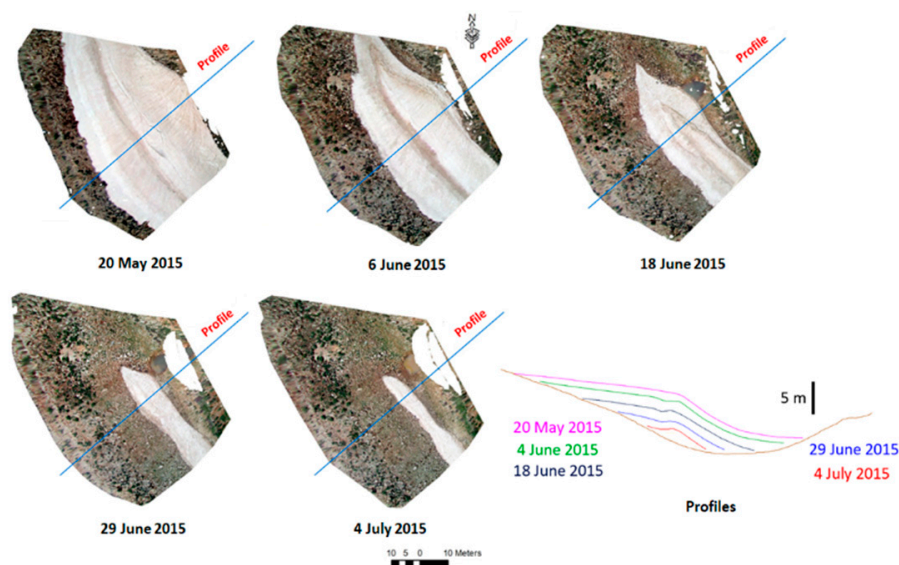 N
Profile
Profile
Profile
20 May 2015
6 June 2015
18 June 2015
Profile
Profile
5 m
20 May 2015
4 June 2015
18 June 2015
29 June 2015
4 July 2015
29 June 2015
4 July 2015
Profiles
10 5 0 10 Meters